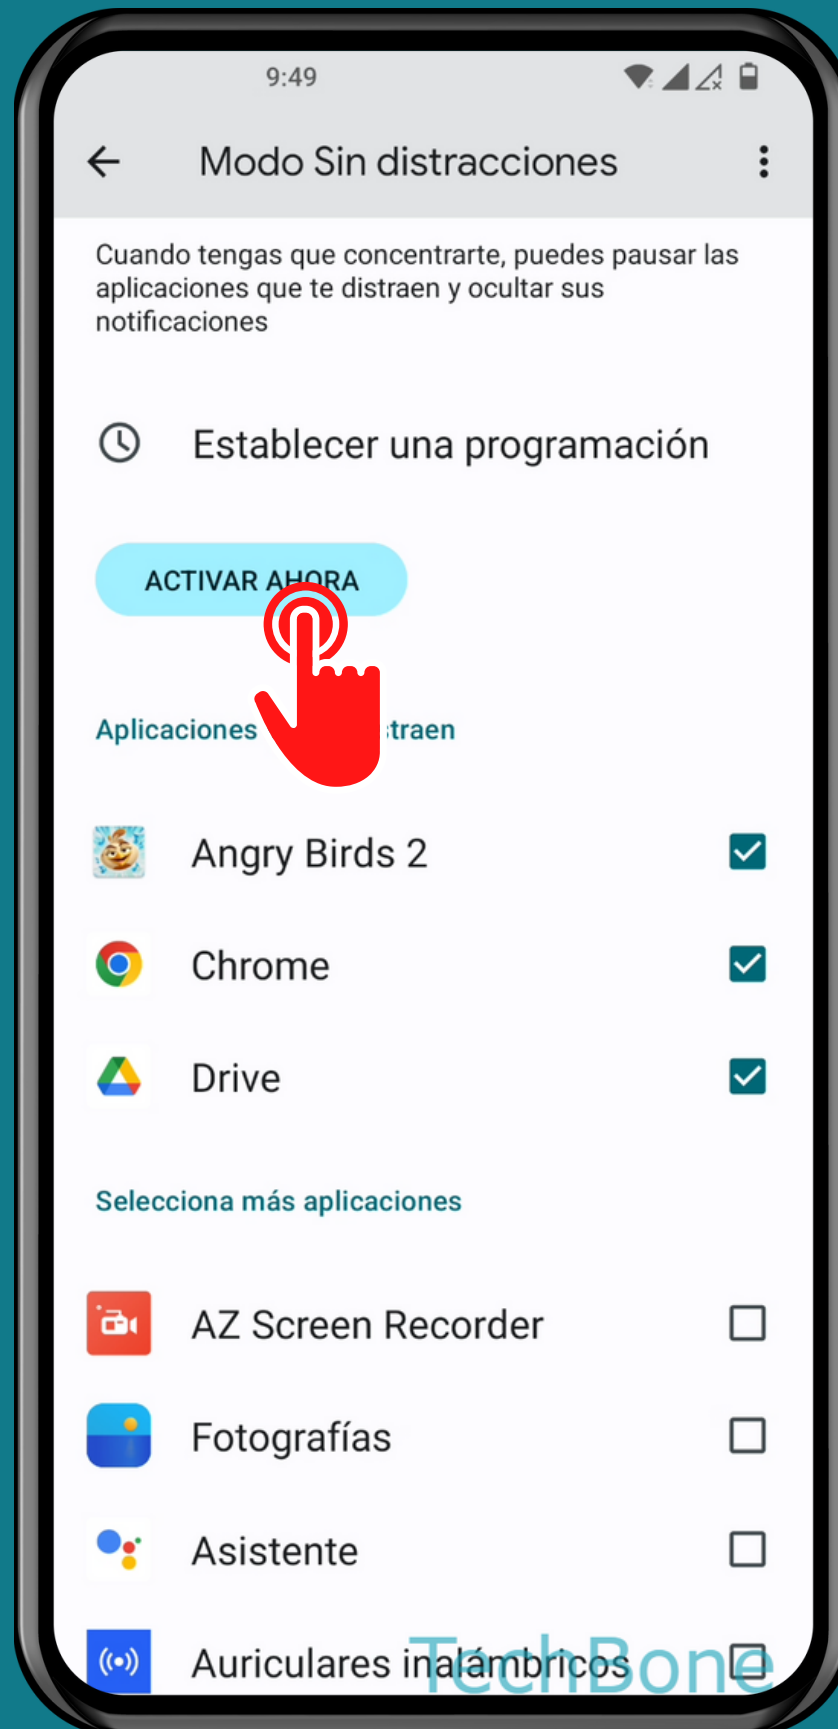 9:49
Modo Sin distracciones
Cuando tengas que concentrarte, puedes pausar las
aplicaciones que te distraen y ocultar sus
notificaciones
Establecer una programación
ACTIVAR AHORA
Aplicaciones traen
Angry Birds 2
Chrome
Drive
Selecciona más aplicaciones
AZ Screen Recorder
Fotografías
Asistente
Auriculares inalámbricos
TechBone